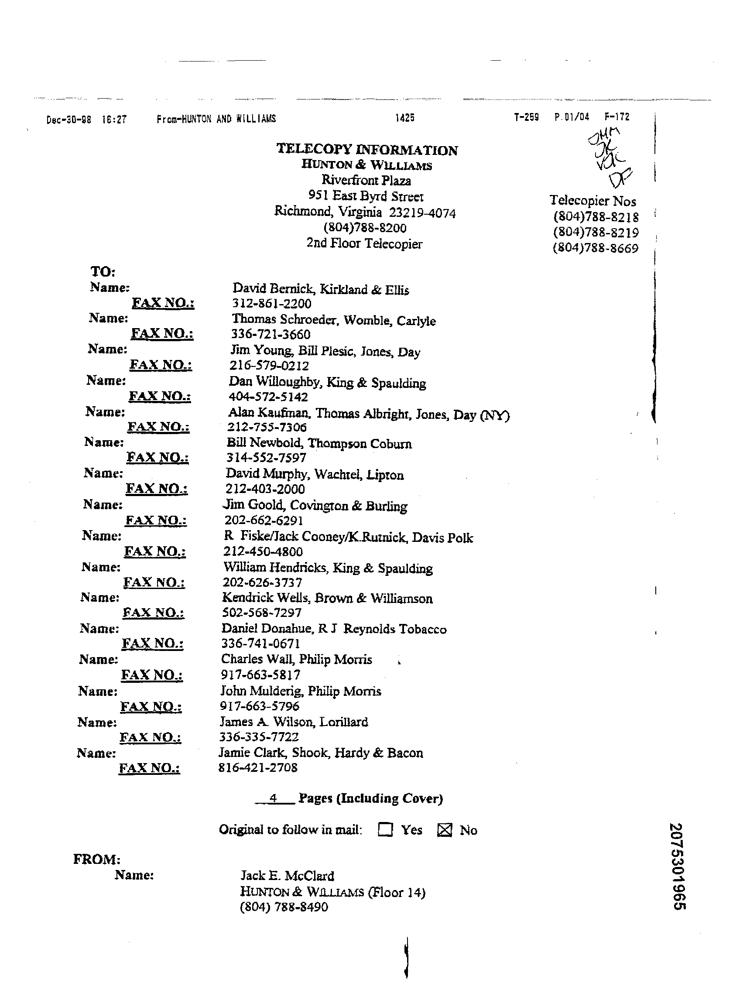 Dec-30-98 16:27 From-HUNTON AND WILLIAMS 1425 T-259 P.01/04 F-172
TELECOPY INFORMATION
HUNTON & WILLIAMS
Riverfront Plaza
951 East Byrd Street
Richmond, Virginia 23219-4074
(804)788-8200
2nd Floor Telecopier
Telecopier Nos
(804)788-8218
(804)788-8219
(804)788-8669
TO:
Name: David Bernick, Kirkland & Ellis
FAX NO.: 312-861-2200
Name: Thomas Schroeder, Womble, Carlyle
FAX NO.: 336-721-3660
Name: Jim Young, Bill Plesic, Jones, Day
FAX NO.: 216-579-0212
Name: Dan Willoughby, King & Spaulding
FAX NO.: 404-572-5142
Name: Alan Kaufman, Thomas Albright, Jones, Day (NY)
FAX NO.: 212-755-7306
Name: Bill Newbold, Thompson Coburn
FAX NO.: 314-552-7597
Name: David Murphy, Wachtel, Lipton
FAX NO.: 212-403-2000
Name: Jim Goold, Covington & Burling
FAX NO.: 202-662-6291
Name: R Fiske/Jack Cooney/K.Rutnick, Davis Polk
FAX NO.: 212-450-4800
Name: William Hendricks, King & Spaulding
FAX NO.: 202-626-3737
Name: Kendrick Wells, Brown & Williamson
FAX NO.: 502-568-7297
Name: Daniel Donahue, R J Reynolds Tobacco
FAX NO.: 336-741-0671
Name: Charles Wall, Philip Morris
FAX NO.: 917-663-5817
Name: John Mulderig, Philip Morris
FAX NO.: 917-663-5796
Name: James A. Wilson, Lorillard
FAX NO.: 336-335-7722
Name: Jamie Clark, Shook, Hardy & Bacon
FAX NO.: 816-421-2708
4 Pages (Including Cover)
Original to follow in mail: Yes No
FROM:
Name: Jack E. McClard
HUNTON & WILLIAMS (Floor 14)
(804) 788-8490
2075301965